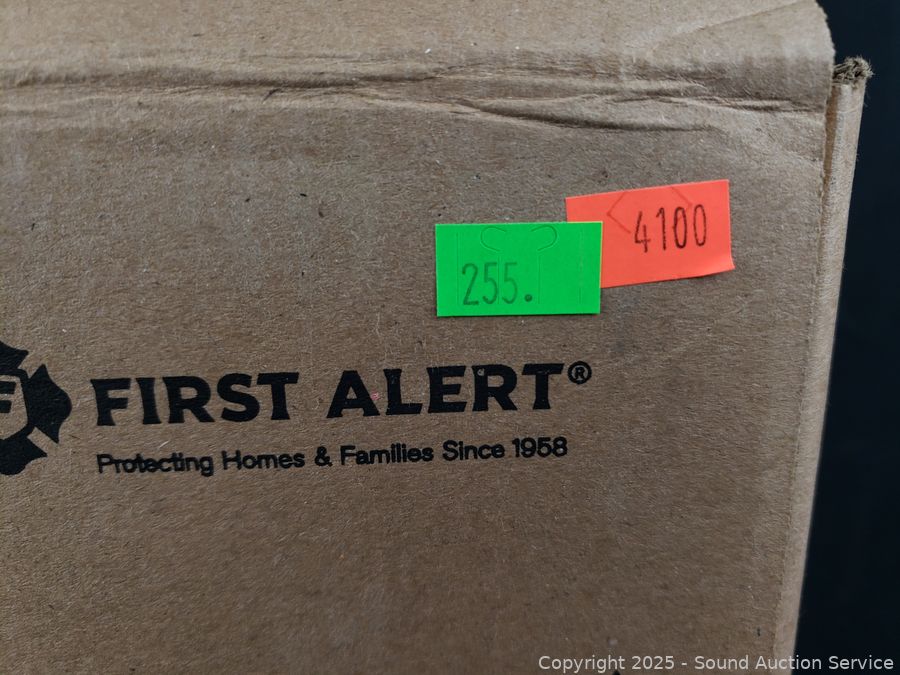 4100
255.
F
FIRST ALERT®
Protecting Homes & Families Since 1958
Copyright 2025 - Sound Auction Service